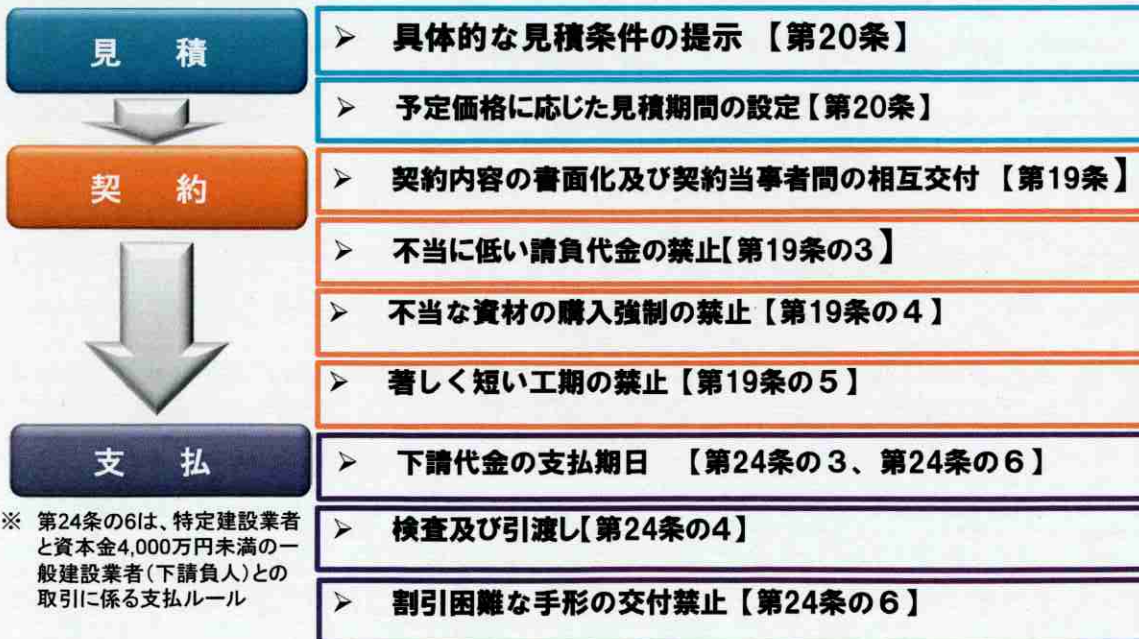 見 積
➢ 具体的な見積条件の提示 【第20条】
➢ 予定価格に応じた見積期間の設定【第20条】
契 約
➢ 契約内容の書面化及び契約当事者間の相互交付 【第19条】
➢ 不当に低い請負代金の禁止【第19条の3】
➢ 不当な資材の購入強制の禁止【第19条の４】
➢ 著しく短い工期の禁止【第19条の５】
支 払
➢ 下請代金の支払期日 【第24条の３、第24条の６】
➢ 検査及び引渡し【第24条の4】
➢ 割引困難な手形の交付禁止【第24条の６】
※ 第24条の6は、特定建設業者
と資本金4,000万円未満の一
般建設業者（下請負人）との
取引に係る支払ルール